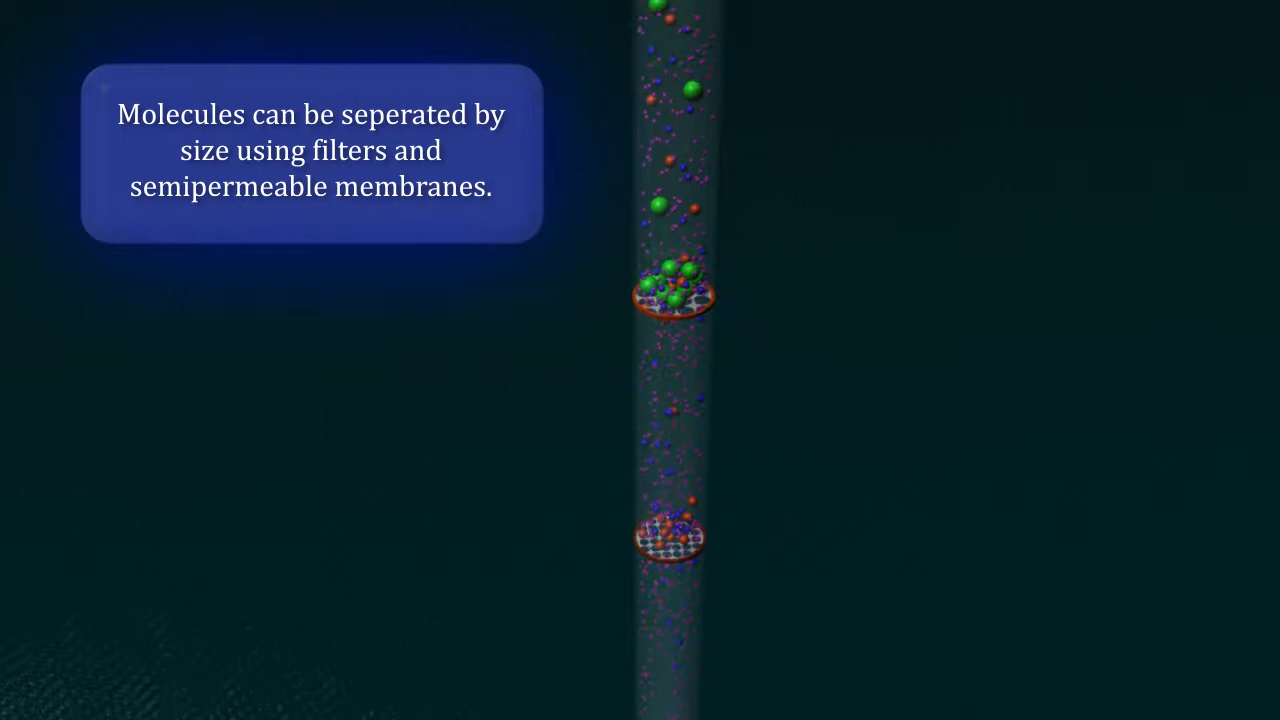 Molecules can be seperated by
size using filters and
semipermeable membranes.